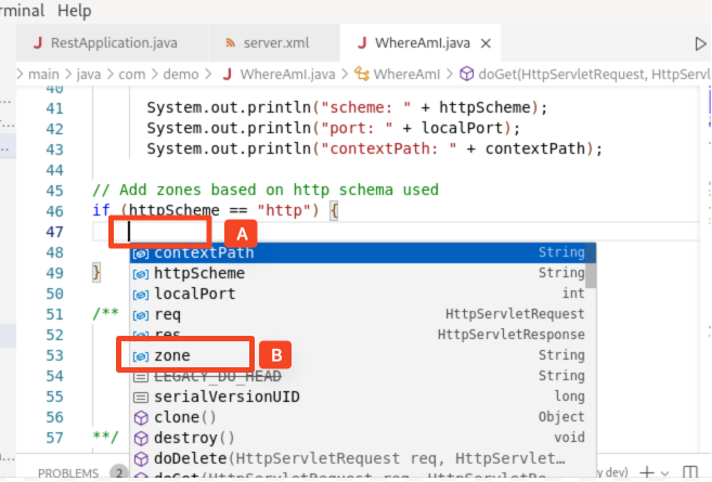 rminal Help
RestApplication.java server.xml WhereAmI.java
main > java > com > demo > WhereAmI.java > WhereAmI > doGet(HttpServletRequest, HttpServl
40
41 System.out.println("scheme: " + httpScheme);
42 System.out.println("port: " + localPort);
43 System.out.println("contextPath: " + contextPath);
44
45 // Add zones based on http schema used
46 if (httpScheme == "http") {
47 A
48 contextPath String
49 } httpScheme String
50 localPort int
51 /** req HttpServletRequest
52 res HttpServletResponse
53 zone String B
54 LEGACY_DO_HEAD String
55 serialVersionUID long
56 clone() Object
57 **/ destroy() void
doDelete(HttpServletRequest req, HttpServlet…
PROBLEMS 2 doGet(HttpServletRequest req, HttpServletRe… y dev)